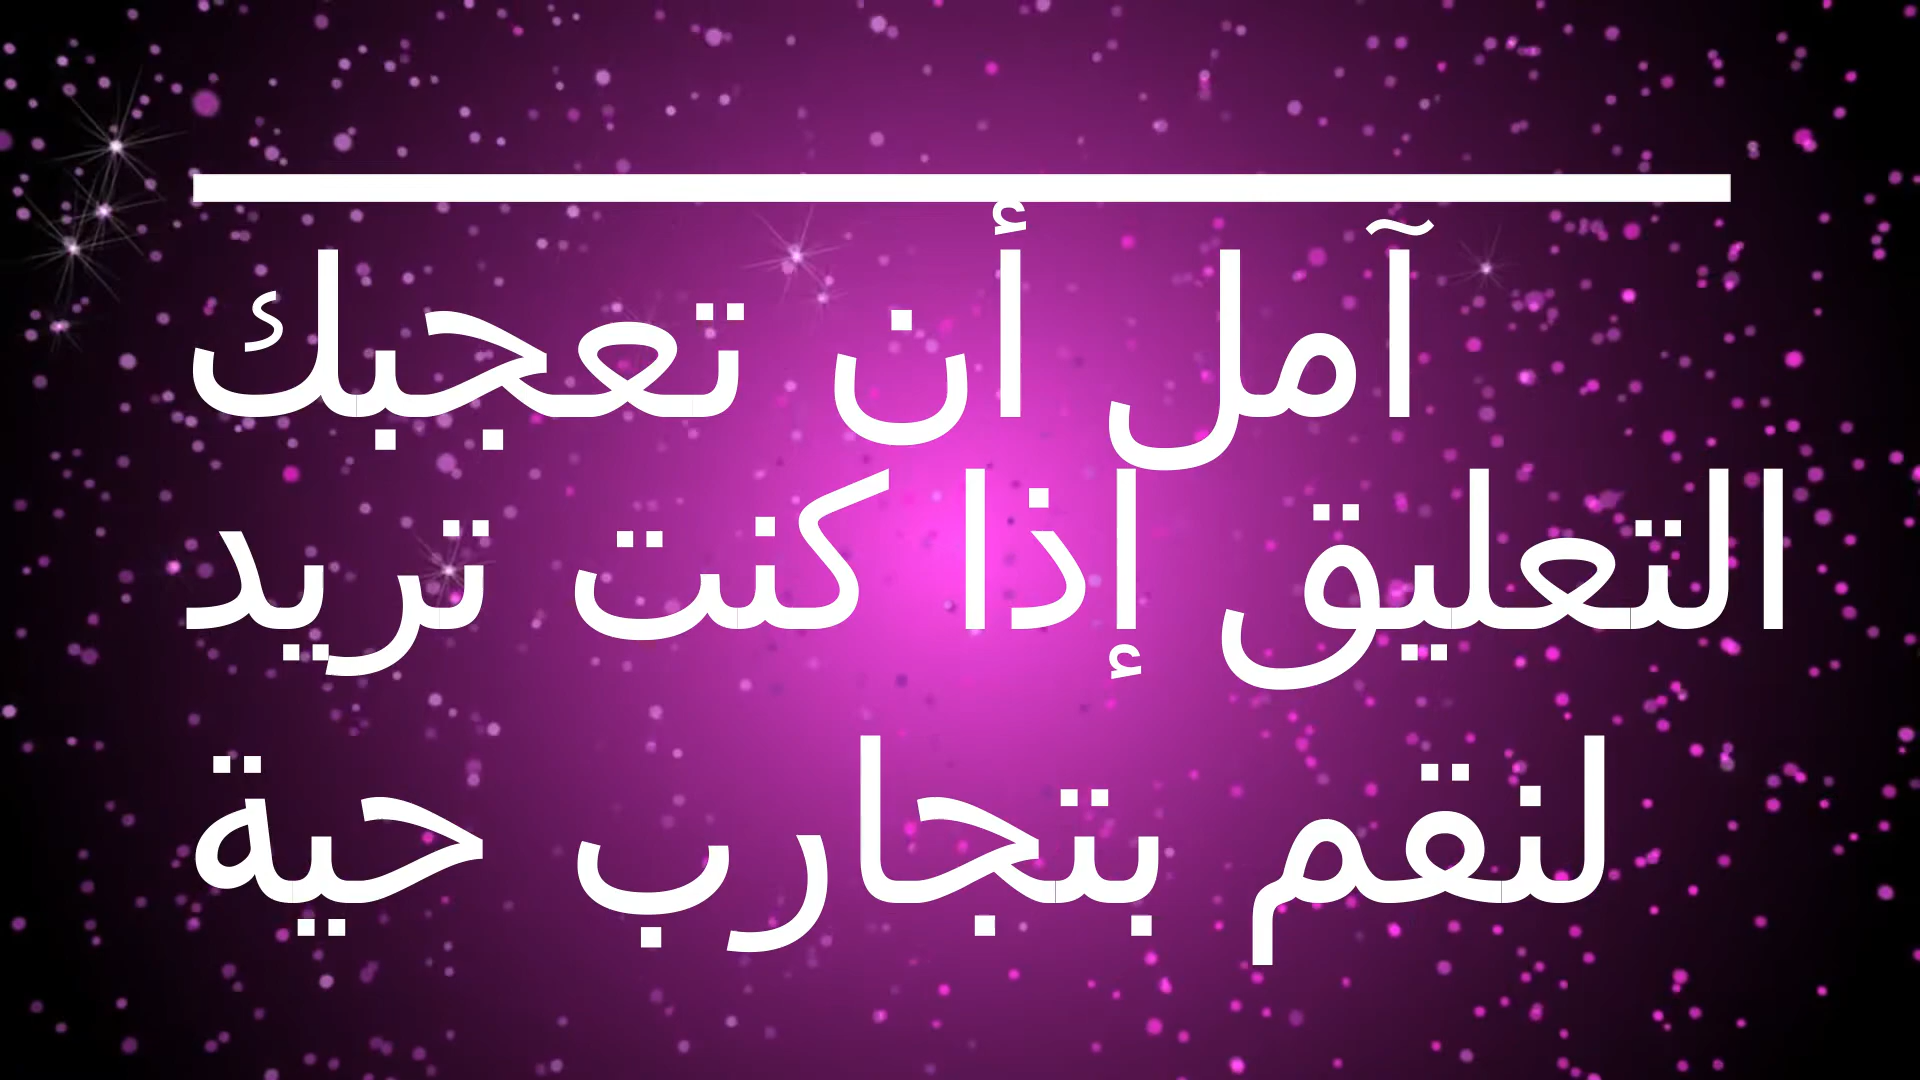 آمل أن تعجبك
التعليق إذا كنت تريد
لنقم بتجارب حية